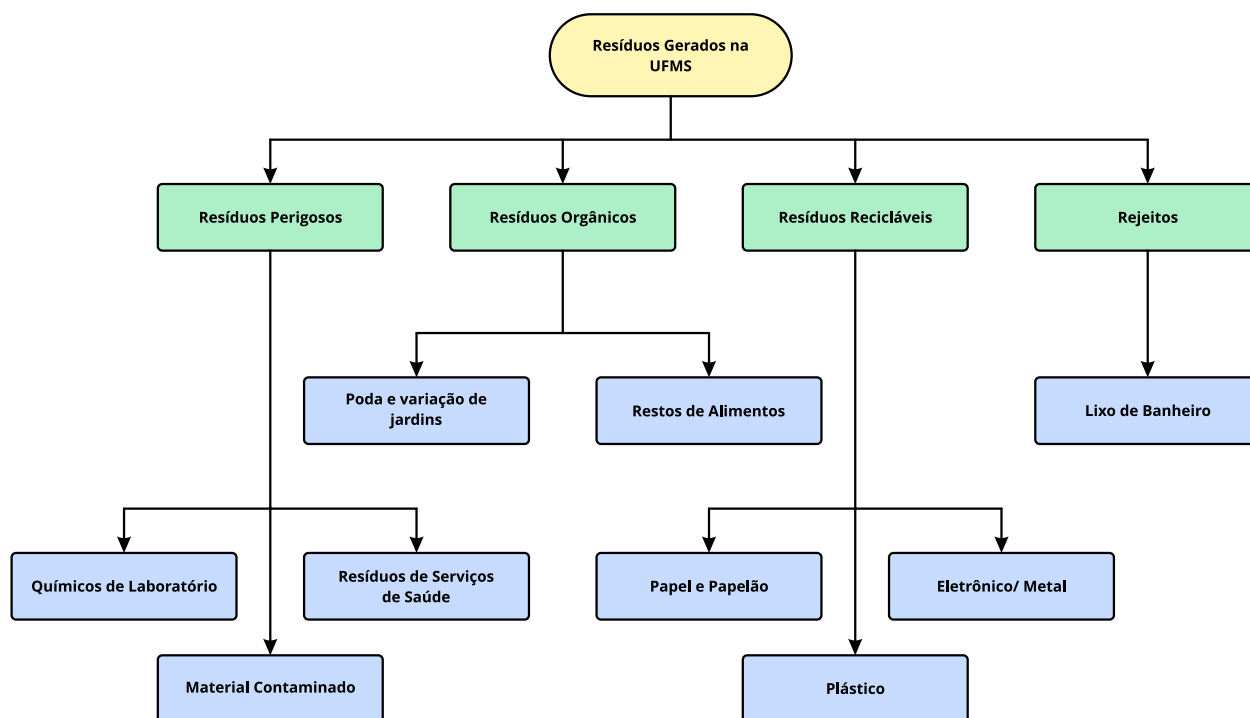 Resíduos Gerados na
UFMS
Resíduos Perigosos
Resíduos Orgânicos
Resíduos Recicláveis
Rejeitos
Poda e variação de
jardins
Restos de Alimentos
Lixo de Banheiro
Químicos de Laboratório
Resíduos de Serviços
de Saúde
Papel e Papelão
Eletrônico/ Metal
Material Contaminado
Plástico